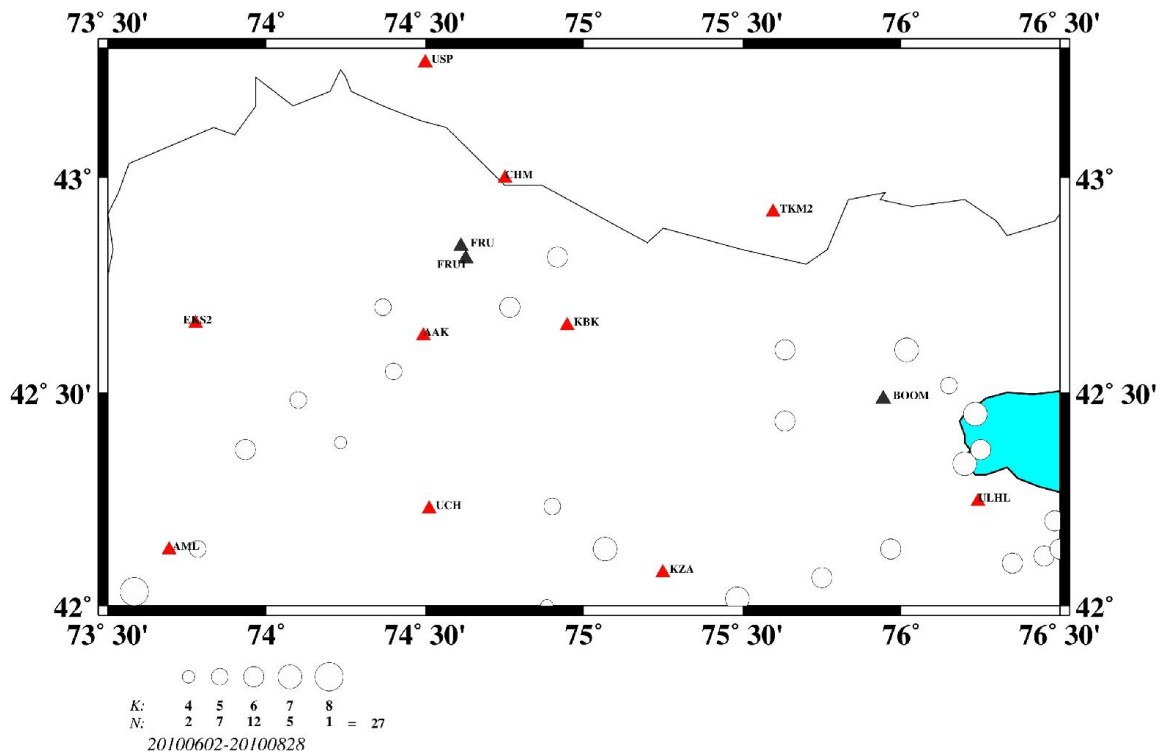 73° 30' 74° 74° 30' 75° 75° 30' 76° 76° 30'
USP
43° CHM 43°
TKM2
FRU
FRU1
EKS2 KBK
AAK
42° 30' BOOM 42° 30'
UCH ULHL
AML
KZA
42° 42°
73° 30' 74° 74° 30' 75° 75° 30' 76° 76° 30'
K: 4 5 6 7 8
N: 2 7 12 5 1 = 27
20100602-20100828